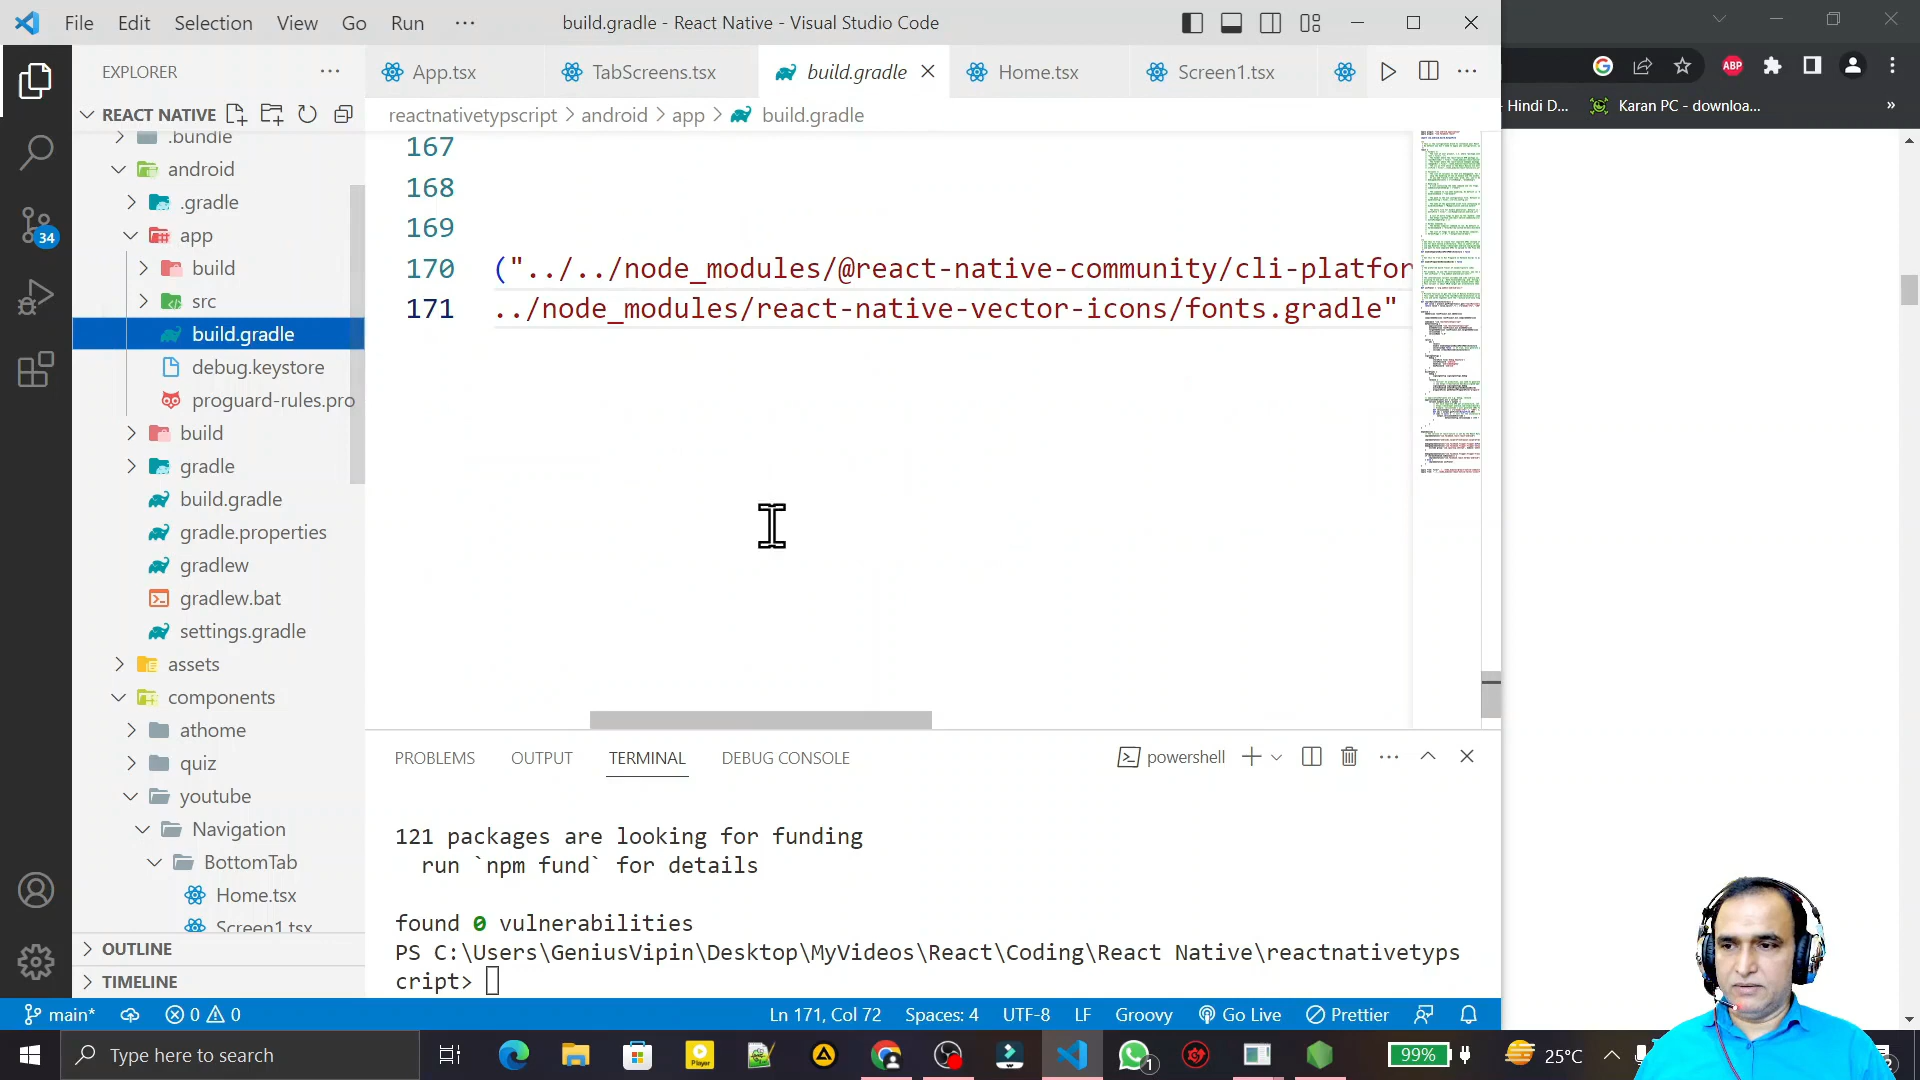 File Edit Selection View Go Run ··· build.gradle - React Native - Visual Studio Code
EXPLORER ···
App.tsx TabScreens.tsx build.gradle Home.tsx Screen1.tsx ···
ABP
Hindi D... Karan PC - downloa... »
REACT NATIVE
reactnativetypscript > android > app > build.gradle
.bundle
android
.gradle
app
build
src
build.gradle
debug.keystore
proguard-rules.pro
build
gradle
build.gradle
gradle.properties
gradlew
gradlew.bat
settings.gradle
assets
components
athome
quiz
youtube
Navigation
BottomTab
Home.tsx
Screen1.tsx
OUTLINE
TIMELINE
34
167
168
169
170 ("../../node_modules/@react-native-community/cli-platfor
171 ../node_modules/react-native-vector-icons/fonts.gradle"
PROBLEMS OUTPUT TERMINAL DEBUG CONSOLE powershell ···
121 packages are looking for funding
run `npm fund` for details
found 0 vulnerabilities
PS C:\Users\GeniusVipin\Desktop\MyVideos\React\Coding\React Native\reactnativetyps
cript>
main* 0 0 Ln 171, Col 72 Spaces: 4 UTF-8 LF Groovy Go Live Prettier
Type here to search Player 1 99% 25°C